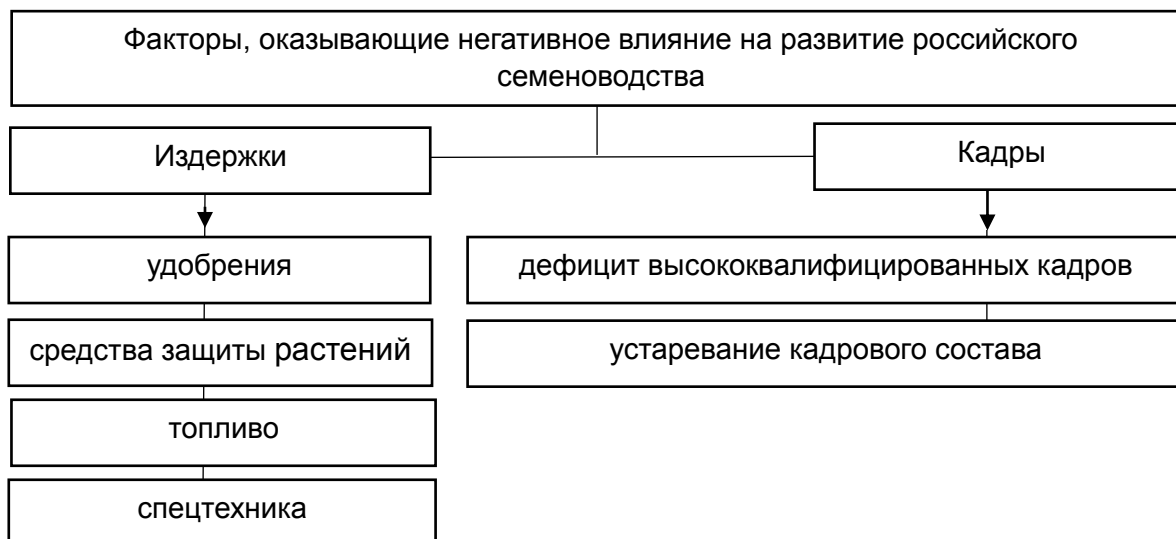 Факторы, оказывающие негативное влияние на развитие российского
семеноводства
Издержки
Кадры
удобрения
дефицит высококвалифицированных кадров
средства защиты растений
устаревание кадрового состава
топливо
спецтехника